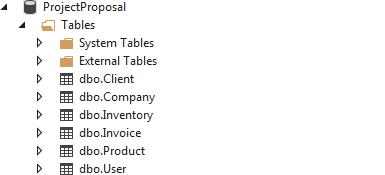 ProjectProposal
Tables
System Tables
External Tables
dbo.Client
dbo.Company
dbo.Inventory
dbo.Invoice
dbo.Product
dbo.User